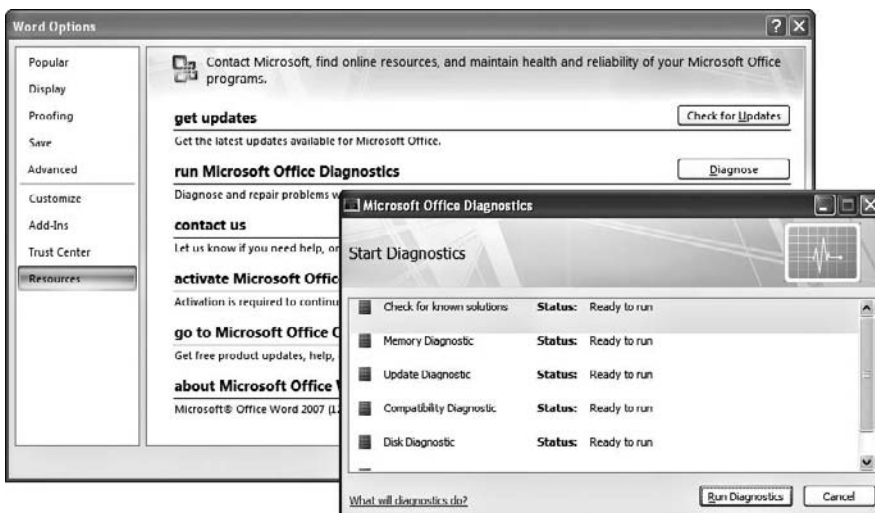 Word Options
Popular
Display
Proofing
Save
Advanced
Customize
Add-Ins
Trust Center
Resources
Contact Microsoft, find online resources, and maintain health and reliability of your Microsoft Office
programs.
get updates
Check for Updates
Get the latest updates available for Microsoft Office.
run Microsoft Office Diagnostics
Diagnose
Diagnose and repair problems
contact us
Let us know if you need help,
activate Microsoft Offic
Activation is required to continu
go to Microsoft Office
Get free product updates, help,
about Microsoft Office
Microsoft® Office Word 2007
Microsoft Office Diagnostics
Start Diagnostics
Check for known solutions Status: Ready to run
Memory Diagnostic Status: Ready to run
Update Diagnostic Status: Ready to run
Compatibility Diagnostic Status: Ready to run
Disk Diagnostic Status: Ready to run
What will diagnostics do?
Run Diagnostics
Cancel